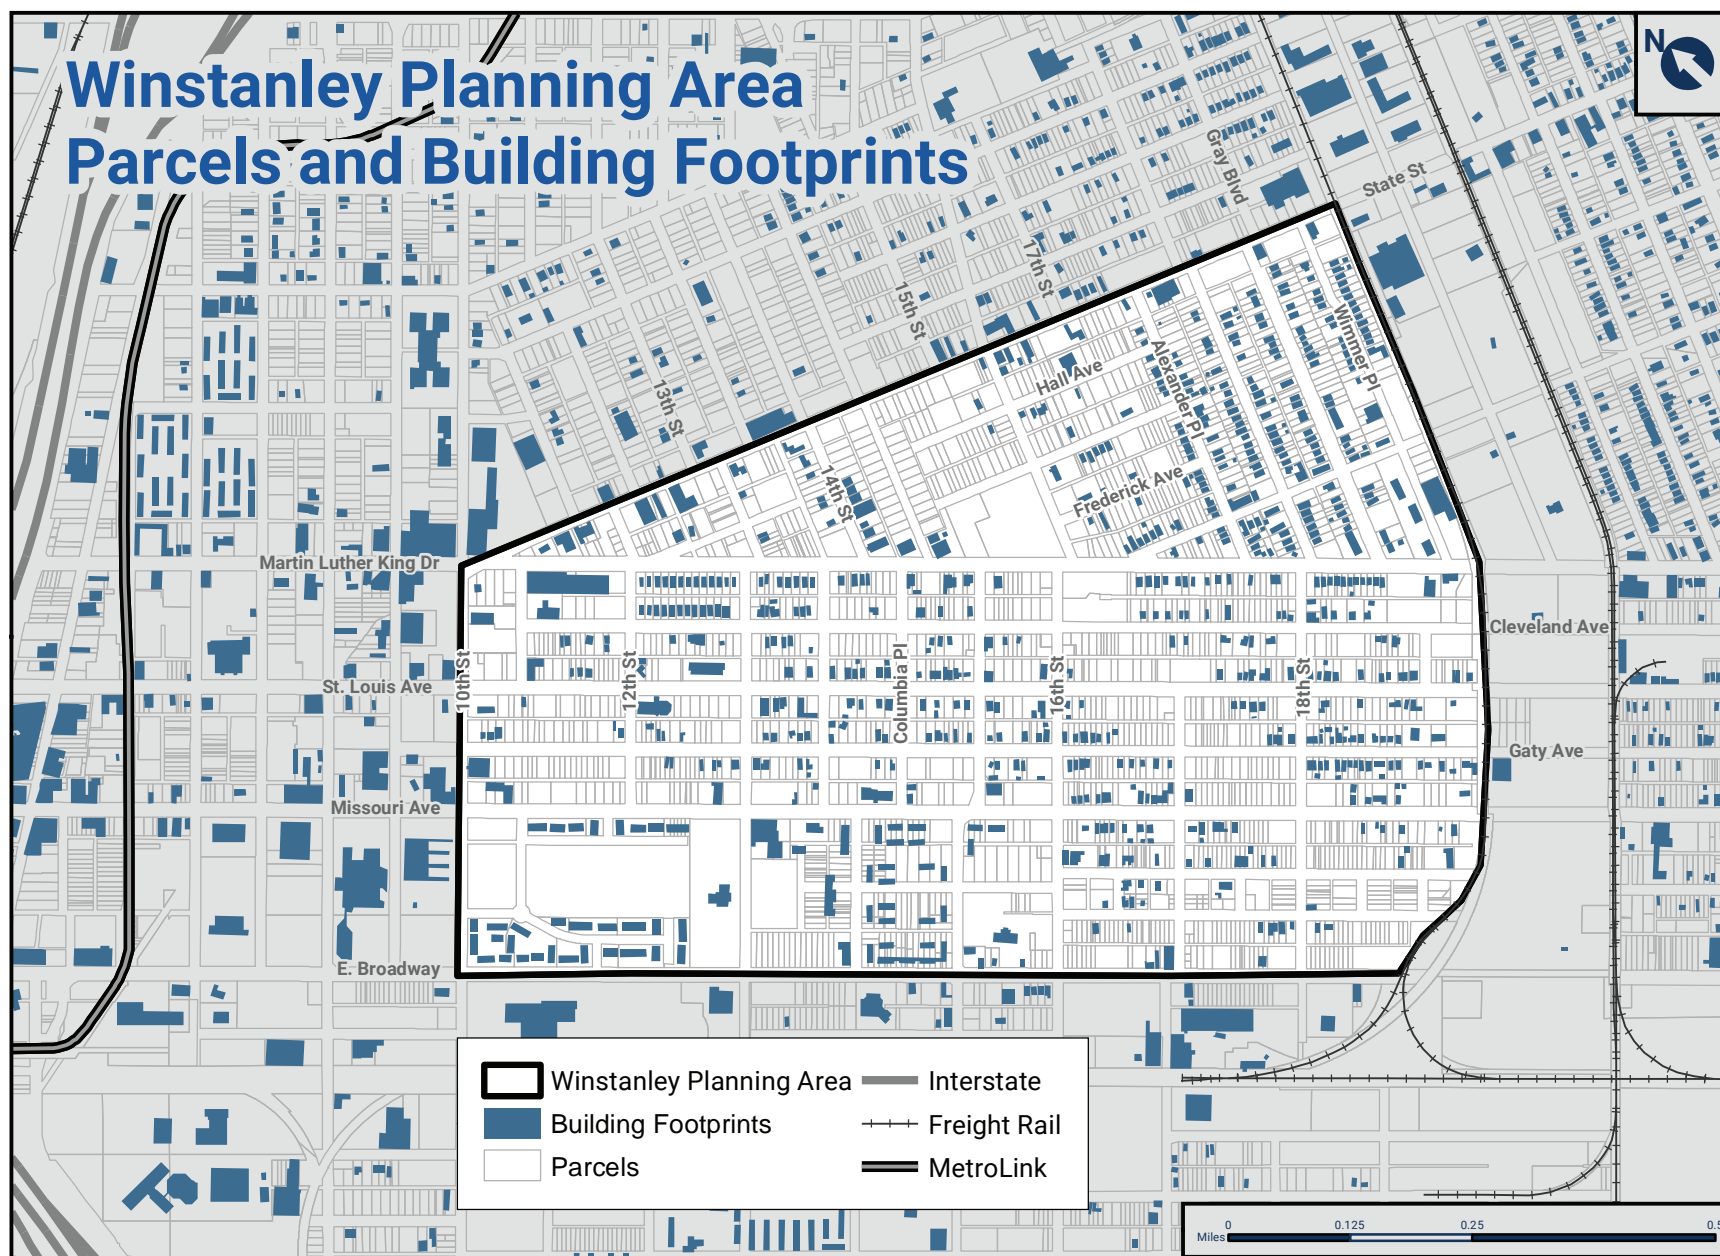 Winstanley Planning Area
Parcels and Building Footprints
N
Gray Blvd
State St
17th St
15th St
Wimmer Pl
Alexander Pl
Hall Ave
13th St
14th St
Frederick Ave
Martin Luther King Dr
Cleveland Ave
10th St
12th St
Columbia Pl
16th St
18th St
St. Louis Ave
Gaty Ave
Missouri Ave
E. Broadway
Winstanley Planning Area
Interstate
Building Footprints
Freight Rail
Parcels
MetroLink
0 0.125 0.25 0.5
Miles